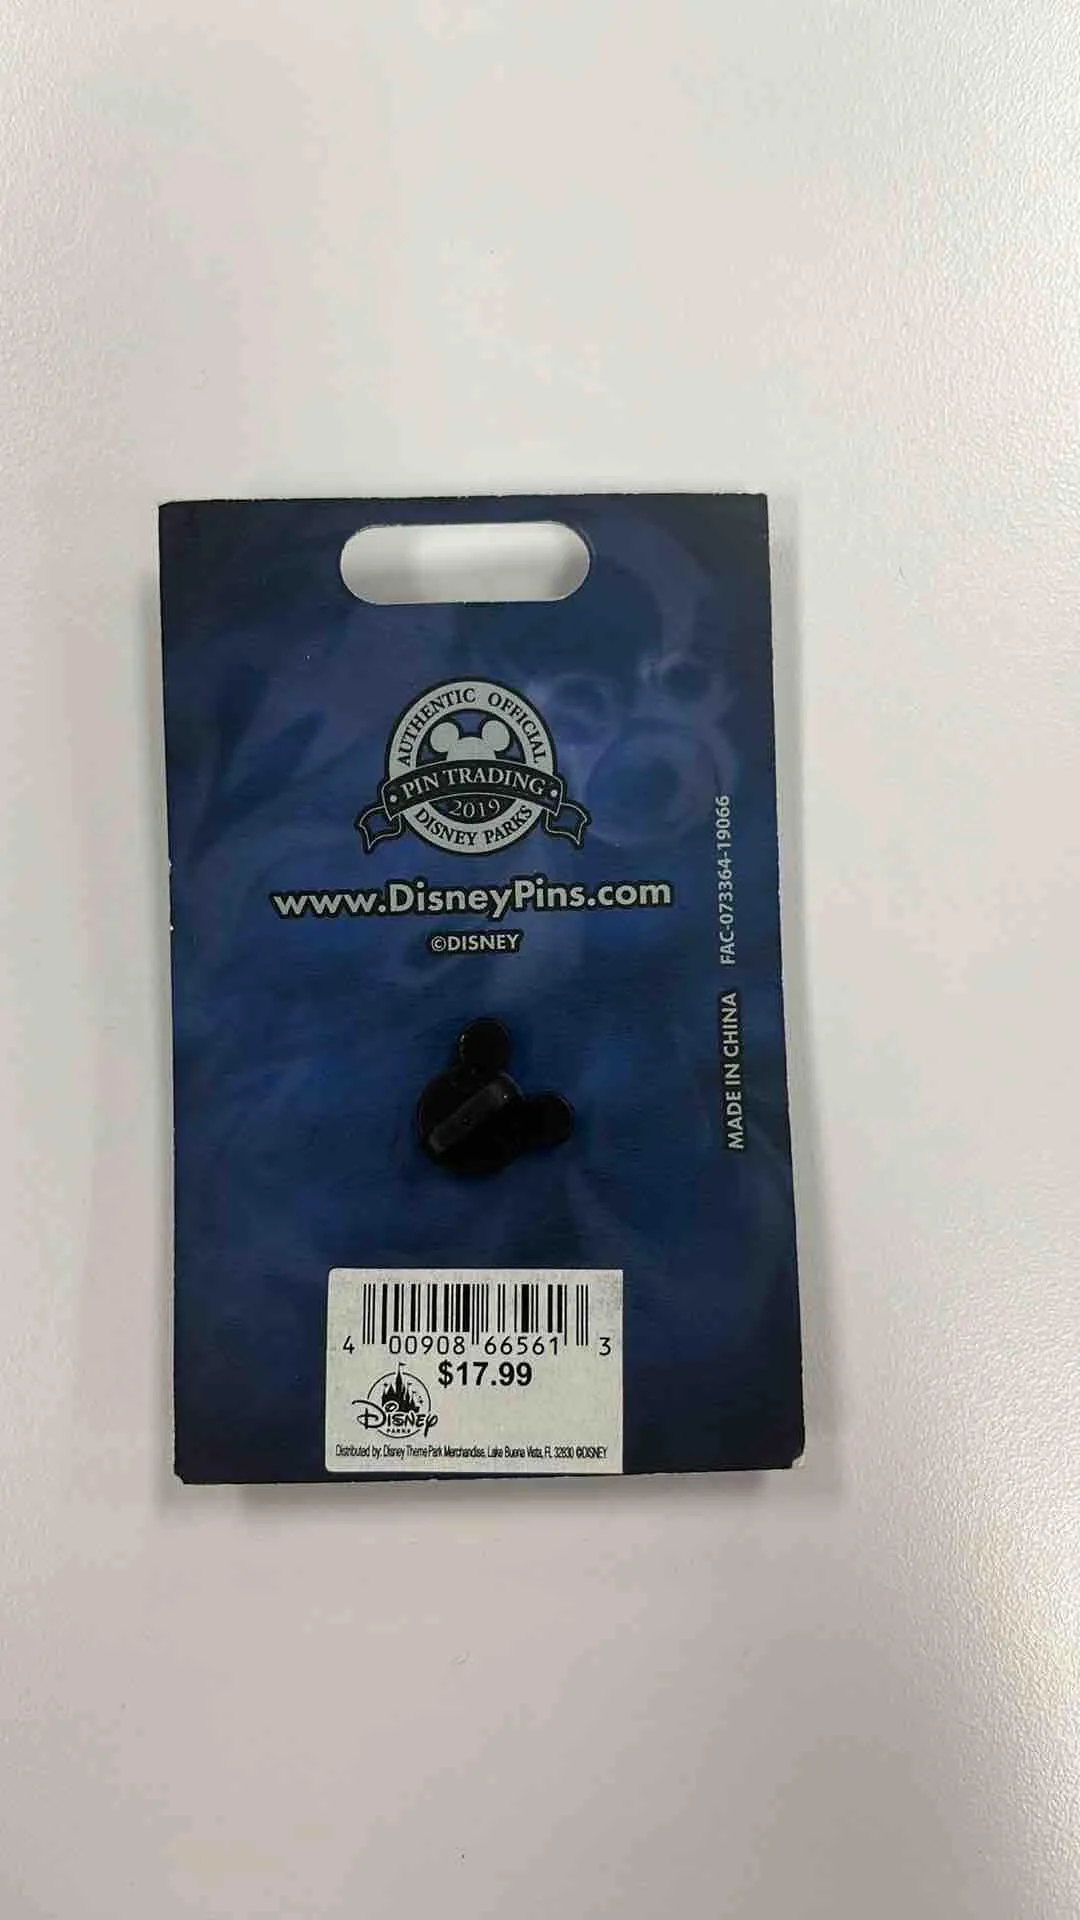 AUTHENTIC OFFICIAL
PIN TRADING
2019
DISNEY PARKS
www.DisneyPins.com
©DISNEY
MADE IN CHINA FAC-073364-19066
4 00908 66561 3
$17.99
Disney
PARKS
Distributed by: Disney Theme Park Merchandise, Lake Buena Vista, FL 32830 ©DISNEY